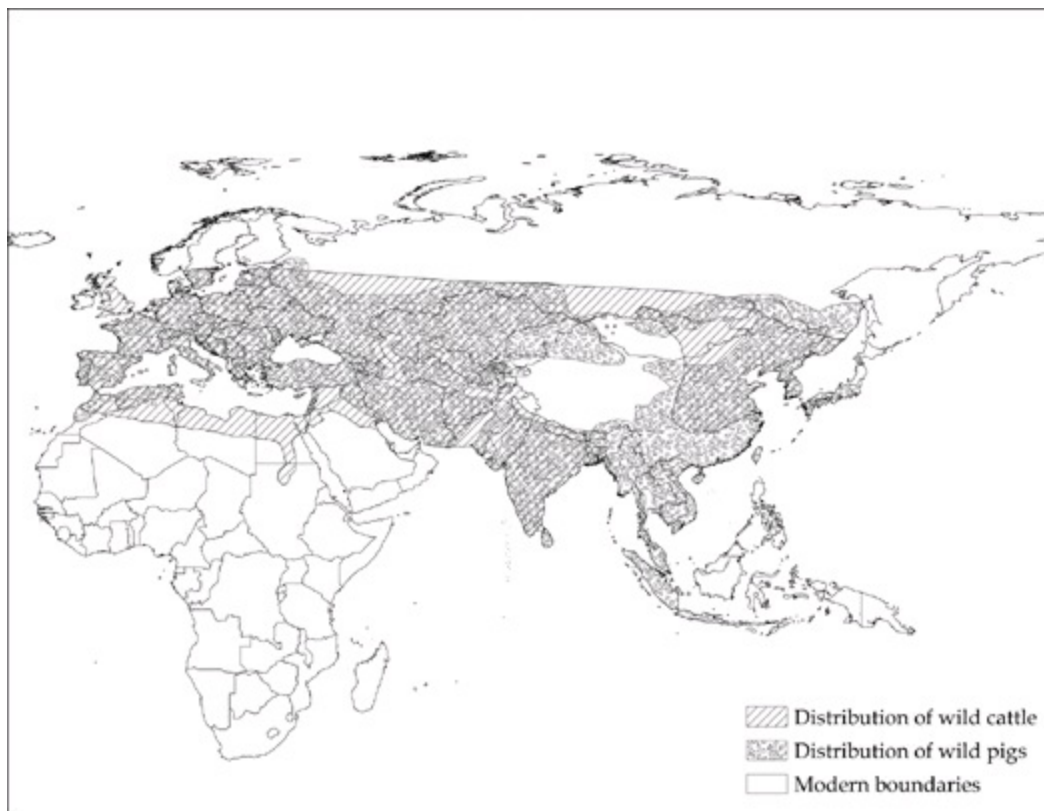 Distribution of wild cattle
Distribution of wild pigs
Modern boundaries